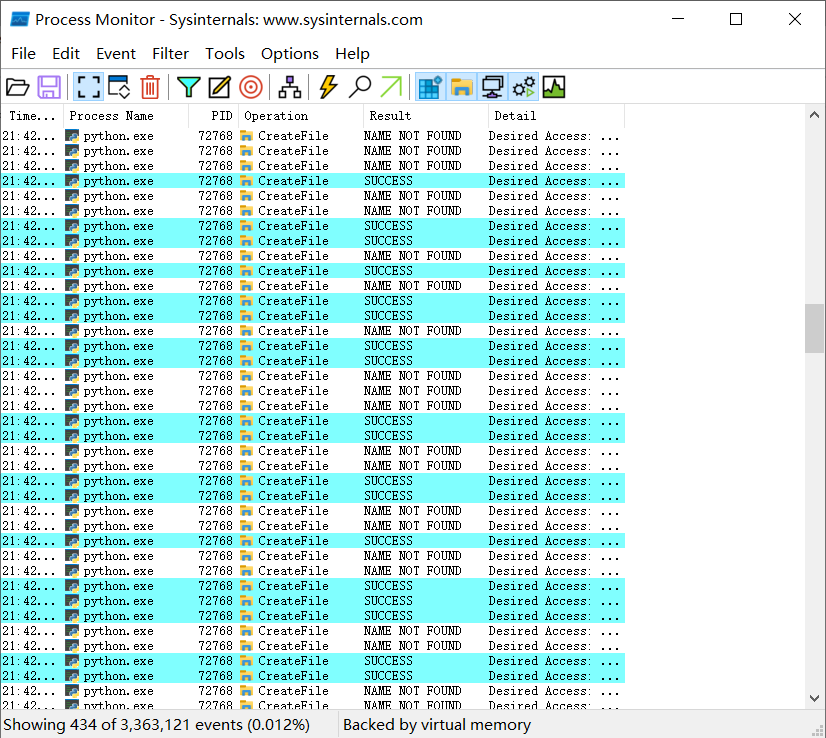 Process Monitor - Sysinternals: www.sysinternals.com
File Edit Event Filter Tools Options Help
Time... Process Name PID Operation Result Detail
21:42... python.exe 72768 CreateFile NAME NOT FOUND Desired Access: ...
21:42... python.exe 72768 CreateFile NAME NOT FOUND Desired Access: ...
21:42... python.exe 72768 CreateFile NAME NOT FOUND Desired Access: ...
21:42... python.exe 72768 CreateFile SUCCESS Desired Access: ...
21:42... python.exe 72768 CreateFile NAME NOT FOUND Desired Access: ...
21:42... python.exe 72768 CreateFile NAME NOT FOUND Desired Access: ...
21:42... python.exe 72768 CreateFile SUCCESS Desired Access: ...
21:42... python.exe 72768 CreateFile SUCCESS Desired Access: ...
21:42... python.exe 72768 CreateFile NAME NOT FOUND Desired Access: ...
21:42... python.exe 72768 CreateFile SUCCESS Desired Access: ...
21:42... python.exe 72768 CreateFile NAME NOT FOUND Desired Access: ...
21:42... python.exe 72768 CreateFile SUCCESS Desired Access: ...
21:42... python.exe 72768 CreateFile SUCCESS Desired Access: ...
21:42... python.exe 72768 CreateFile NAME NOT FOUND Desired Access: ...
21:42... python.exe 72768 CreateFile SUCCESS Desired Access: ...
21:42... python.exe 72768 CreateFile SUCCESS Desired Access: ...
21:42... python.exe 72768 CreateFile NAME NOT FOUND Desired Access: ...
21:42... python.exe 72768 CreateFile NAME NOT FOUND Desired Access: ...
21:42... python.exe 72768 CreateFile NAME NOT FOUND Desired Access: ...
21:42... python.exe 72768 CreateFile SUCCESS Desired Access: ...
21:42... python.exe 72768 CreateFile SUCCESS Desired Access: ...
21:42... python.exe 72768 CreateFile NAME NOT FOUND Desired Access: ...
21:42... python.exe 72768 CreateFile NAME NOT FOUND Desired Access: ...
21:42... python.exe 72768 CreateFile SUCCESS Desired Access: ...
21:42... python.exe 72768 CreateFile SUCCESS Desired Access: ...
21:42... python.exe 72768 CreateFile NAME NOT FOUND Desired Access: ...
21:42... python.exe 72768 CreateFile NAME NOT FOUND Desired Access: ...
21:42... python.exe 72768 CreateFile SUCCESS Desired Access: ...
21:42... python.exe 72768 CreateFile NAME NOT FOUND Desired Access: ...
21:42... python.exe 72768 CreateFile NAME NOT FOUND Desired Access: ...
21:42... python.exe 72768 CreateFile SUCCESS Desired Access: ...
21:42... python.exe 72768 CreateFile SUCCESS Desired Access: ...
21:42... python.exe 72768 CreateFile SUCCESS Desired Access: ...
21:42... python.exe 72768 CreateFile NAME NOT FOUND Desired Access: ...
21:42... python.exe 72768 CreateFile NAME NOT FOUND Desired Access: ...
21:42... python.exe 72768 CreateFile SUCCESS Desired Access: ...
21:42... python.exe 72768 CreateFile SUCCESS Desired Access: ...
21:42... python.exe 72768 CreateFile NAME NOT FOUND Desired Access: ...
21:42... python.exe 72768 CreateFile NAME NOT FOUND Desired Access: ...
Showing 434 of 3,363,121 events (0.012%) Backed by virtual memory